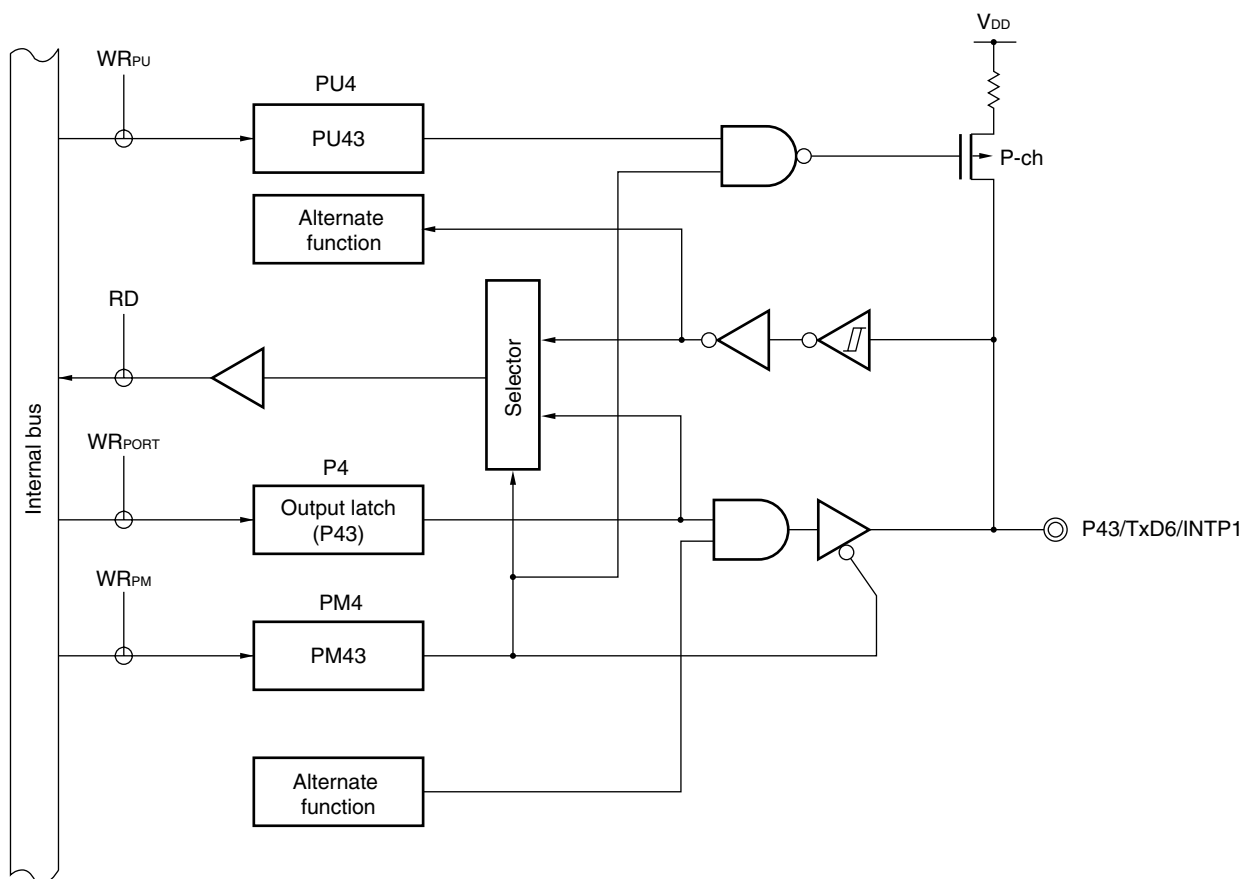 VDD
WRPU
PU4
PU43
P-ch
Alternate
function
RD
Selector
Internal bus
WRPORT
P4
Output latch
(P43)
P43/TxD6/INTP1
WRPM
PM4
PM43
Alternate
function